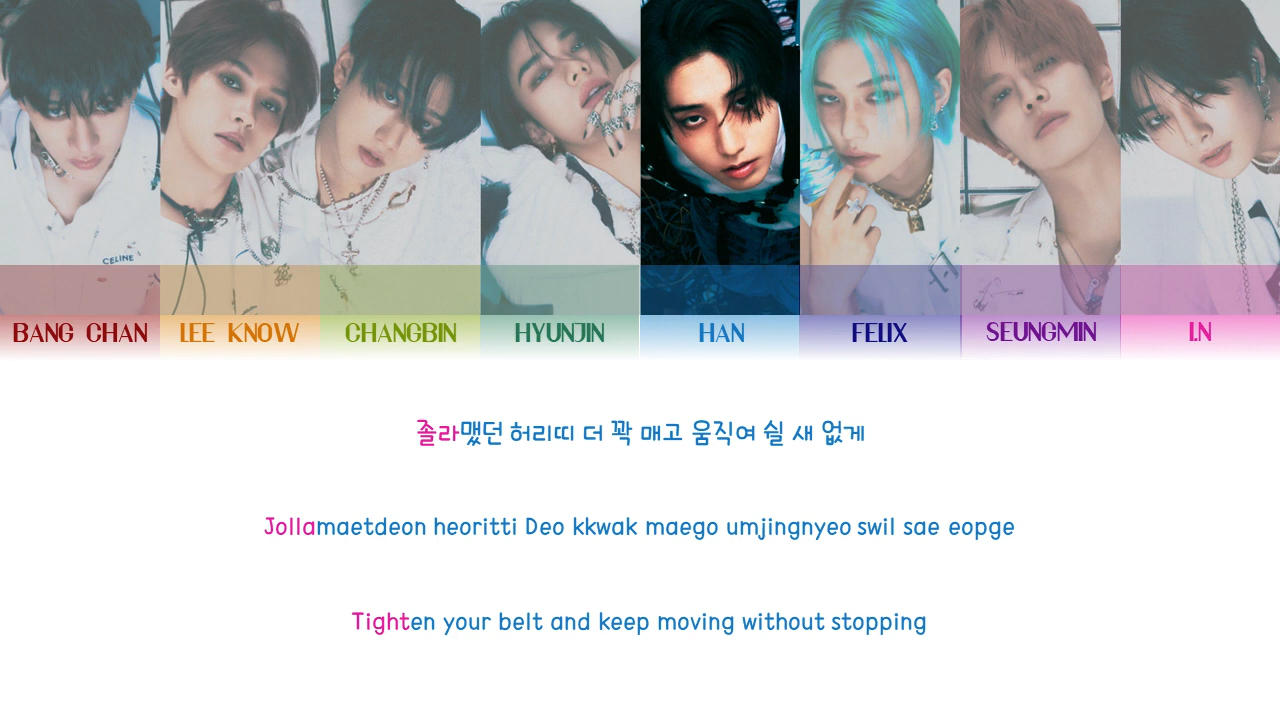 CELINE
BANG CHAN
LEE KNOW
CHANGBIN
HYUNJIN
HAN
FELIX
SEUNGMIN
I.N
졸라맸던 허리띠 더 꽉 매고 움직여 쉴 새 없게
Jollamaetdeon heoritti Deo kkwak maego umjingnyeo swil sae eopge
Tighten your belt and keep moving without stopping